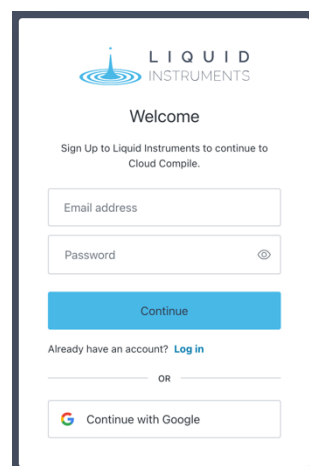 LIQUID
INSTRUMENTS
Welcome
Sign Up to Liquid Instruments to continue to
Cloud Compile.
Email address
Password
Continue
Already have an account? Log in
OR
Continue with Google